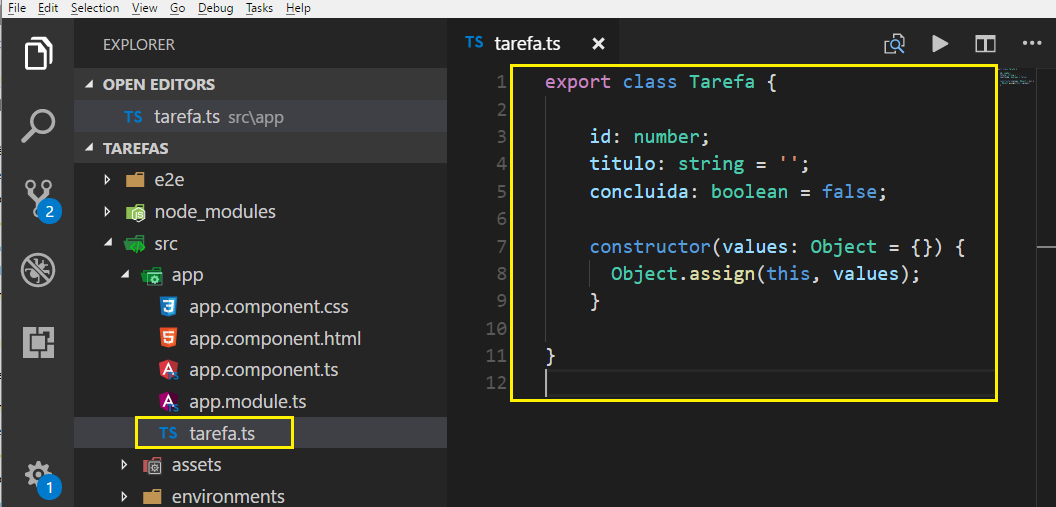 File Edit Selection View Go Debug Tasks Help
EXPLORER
OPEN EDITORS
TS tarefa.ts src\app
TAREFAS
e2e
node_modules
src
app
app.component.css
app.component.html
app.component.ts
app.module.ts
TS tarefa.ts
assets
environments
2
1
TS tarefa.ts
1 export class Tarefa {
2
3 id: number;
4 titulo: string = '';
5 concluida: boolean = false;
6
7 constructor(values: Object = {}) {
8 Object.assign(this, values);
9 }
10
11 }
12